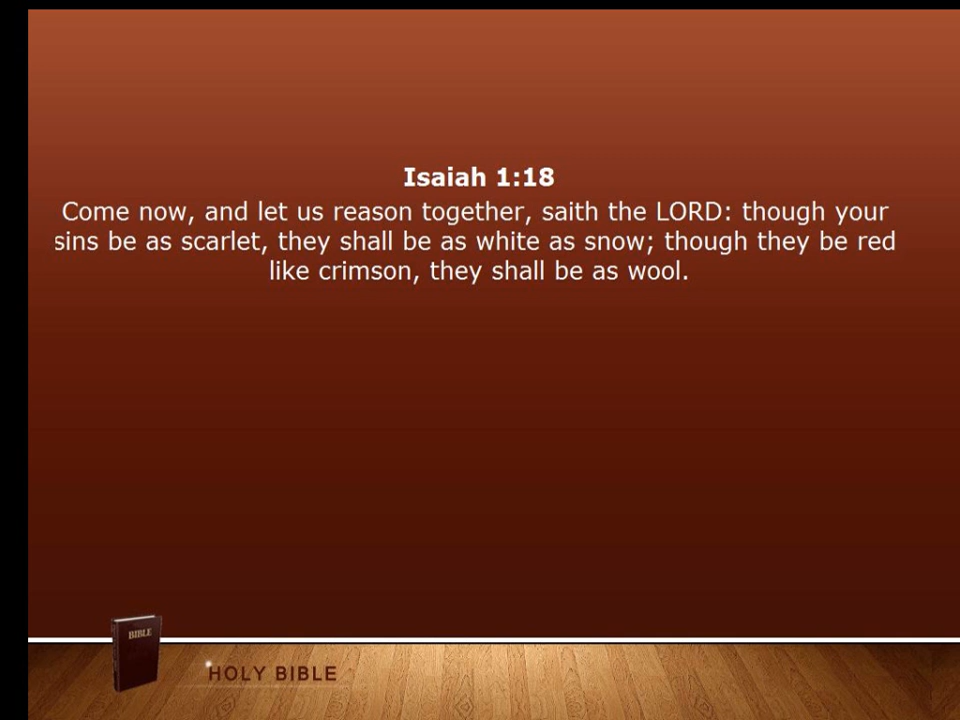 Isaiah 1:18
Come now, and let us reason together, saith the LORD: though your
sins be as scarlet, they shall be as white as snow; though they be red
like crimson, they shall be as wool.
BIBLE
HOLY BIBLE